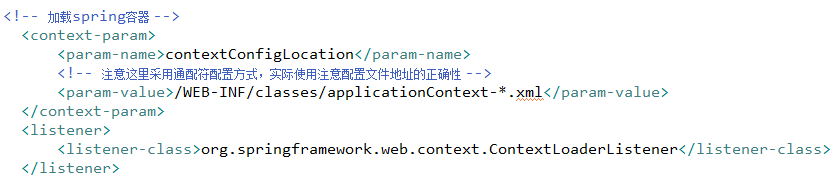 <!-- 加载spring容器 -->
<context-param>
<param-name>contextConfigLocation</param-name>
<!-- 注意这里采用通配符配置方式，实际使用注意配置文件地址的正确性 -->
<param-value>/WEB-INF/classes/applicationContext-*.xml</param-value>
</context-param>
<listener>
<listener-class>org.springframework.web.context.ContextLoaderListener</listener-class>
</listener>